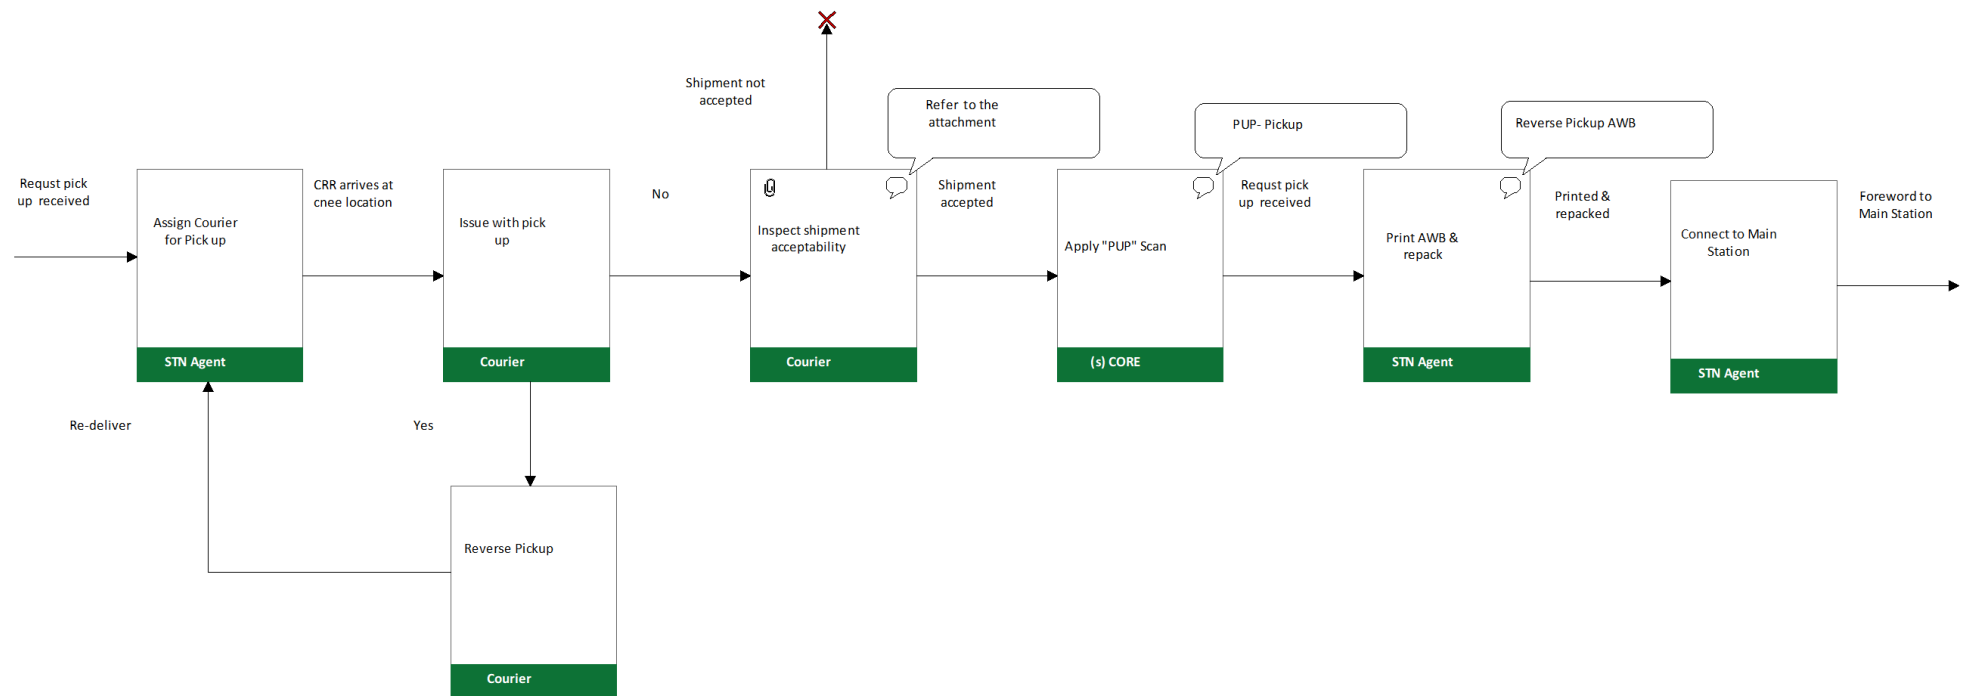 Shipment not
accepted
Refer to the
attachment
PUP- Pickup
Reverse Pickup AWB
Requst pick
up received
Assign Courier
for Pick up
STN Agent
CRR arrives at
cnee location
Issue with pick
up
Courier
No
Inspect shipment
acceptability
Courier
Shipment
accepted
Apply "PUP" Scan
(s) CORE
Requst pick
up received
Print AWB &
repack
STN Agent
Printed &
repacked
Connect to Main
Station
STN Agent
Foreword to
Main Station
Re-deliver
Yes
Reverse Pickup
Courier